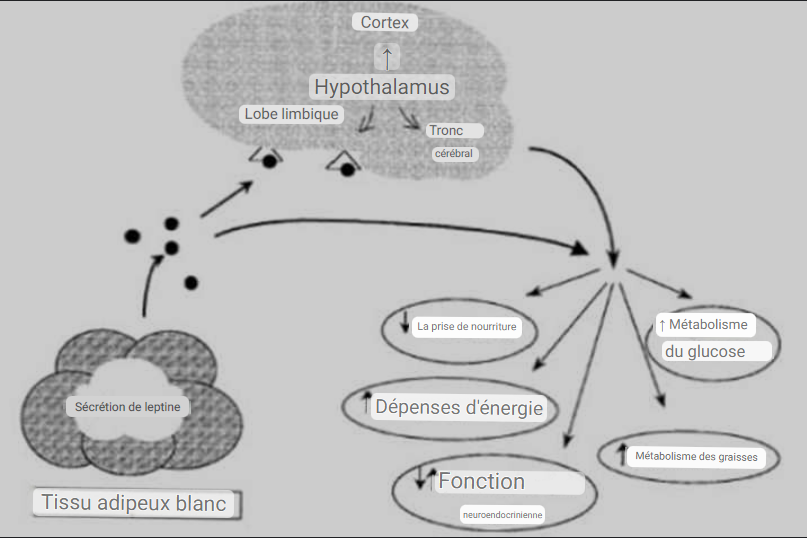 Cortex
↑
Hypothalamus
Lobe limbique
Tronc
cérébral
La prise de nourriture
↑ Métabolisme
du glucose
Sécrétion de leptine
Dépenses d'énergie
Métabolisme des graisses
Fonction
neuroendocrinienne
Tissu adipeux blanc